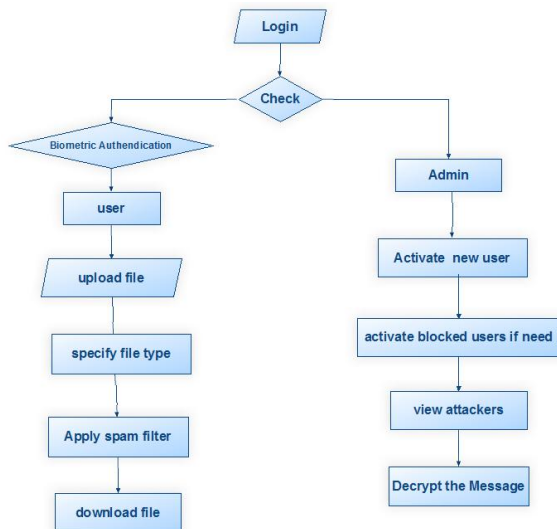 Login
Check
Biometric Authendication
user
upload file
specify file type
Apply spam filter
download file
Admin
Activate new user
activate blocked users if need
view attackers
Decrypt the Message